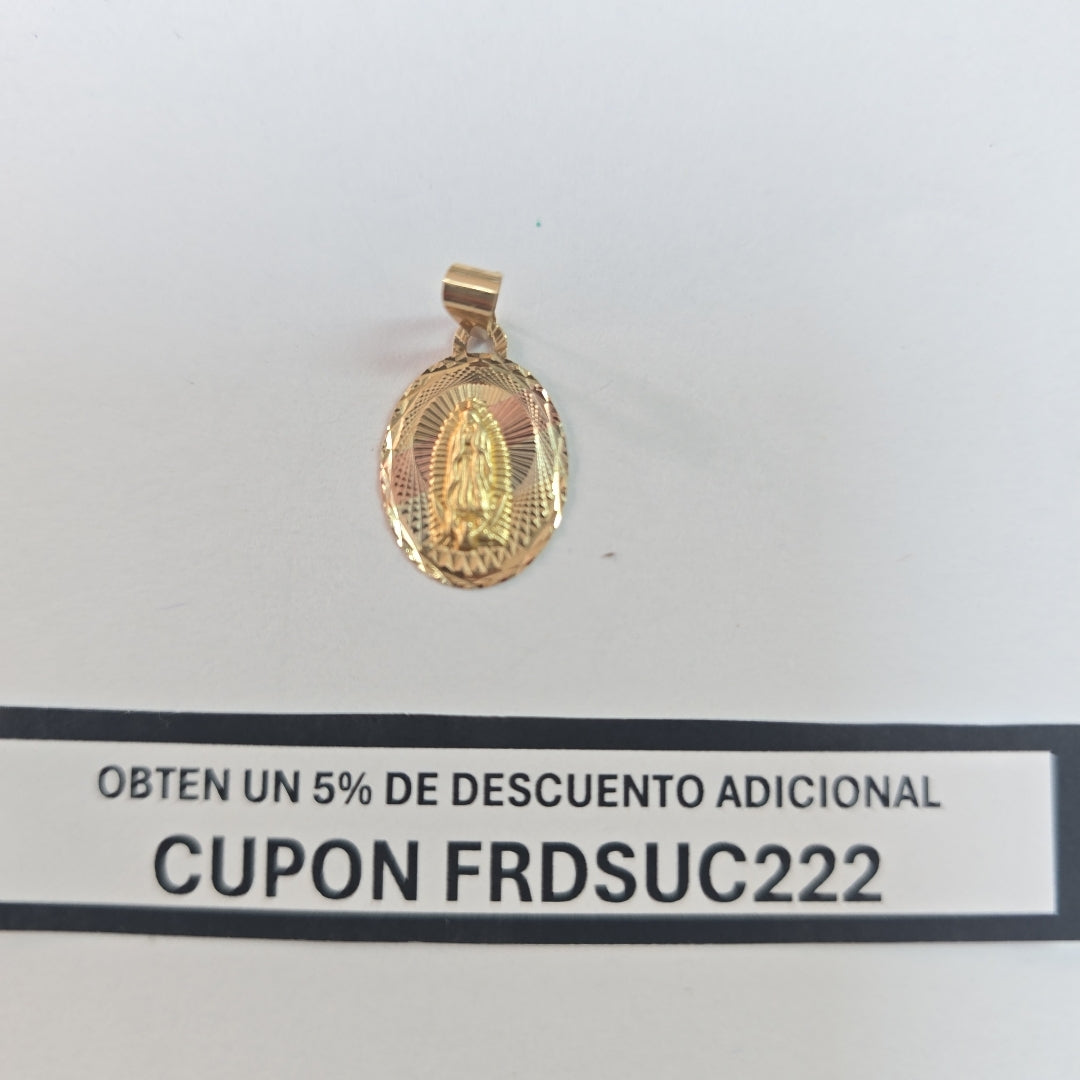 OBTEN UN 5% DE DESCUENTO ADICIONAL
CUPON FRDSUC222